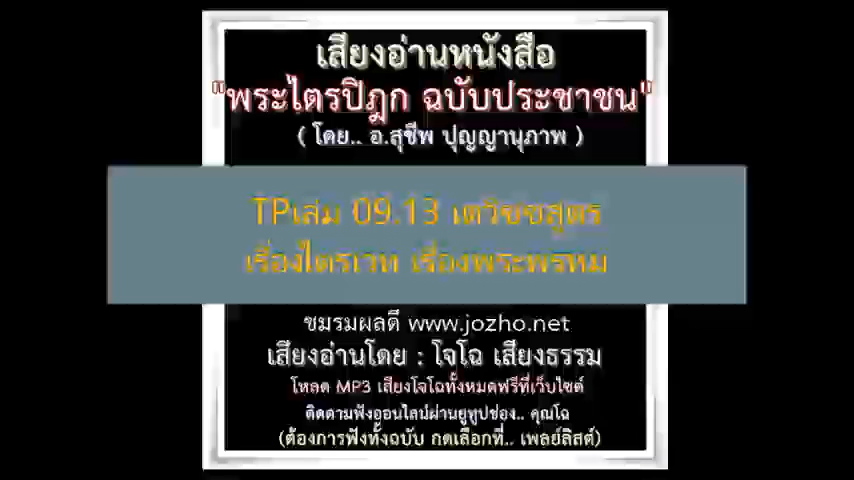 เสียงอ่านหนังสือ
"พระไตรปิฎก ฉบับประชาชน"
( โดย.. อ.สุชีพ ปุญญานุภาพ )
TPเล่ม 09.13 เตวิชชสูตร
เรื่องไตรเวท เรื่องพระพรหม
ชมรมผลดี www.jozho.net
เสียงอ่านโดย : โจโฉ เสียงธรรม
โหลด MP3 เสียงโจโฉทั้งหมดฟรีที่เว็บไซต์
ติดตามฟังออนไลน์ผ่านยูทูปช่อง.. คุณโฉ
(ต้องการฟังทั้งฉบับ กดเลือกที่.. เพลย์ลิสต์)